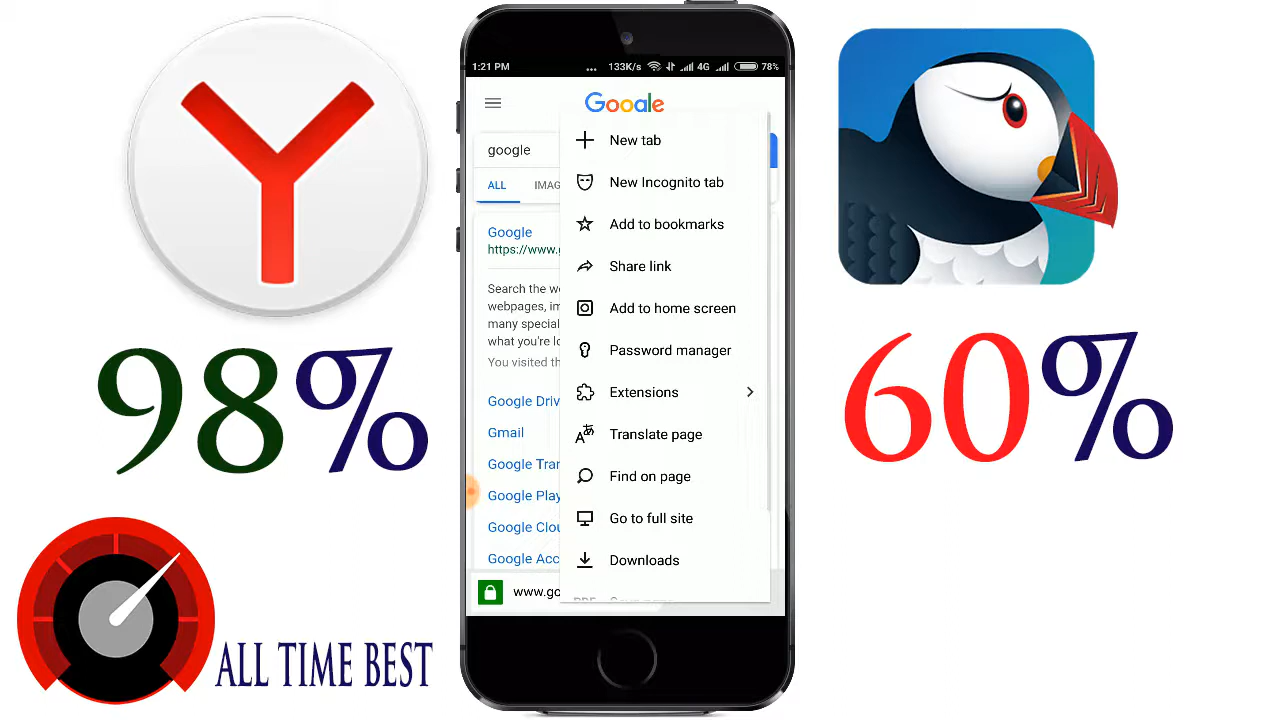 1:21 PM ... 133K/s 4G 78%
Google
google
ALL IMAG
Google
https://www.g
Search the we
webpages, im
many special
what you're lo
You visited th
Google Driv
Gmail
Google Tran
Google Play
Google Clou
Google Acc
www.go
New tab
New Incognito tab
Add to bookmarks
Share link
Add to home screen
Password manager
Extensions
Translate page
Find on page
Go to full site
Downloads
Y
98%
60%
ALL TIME BEST